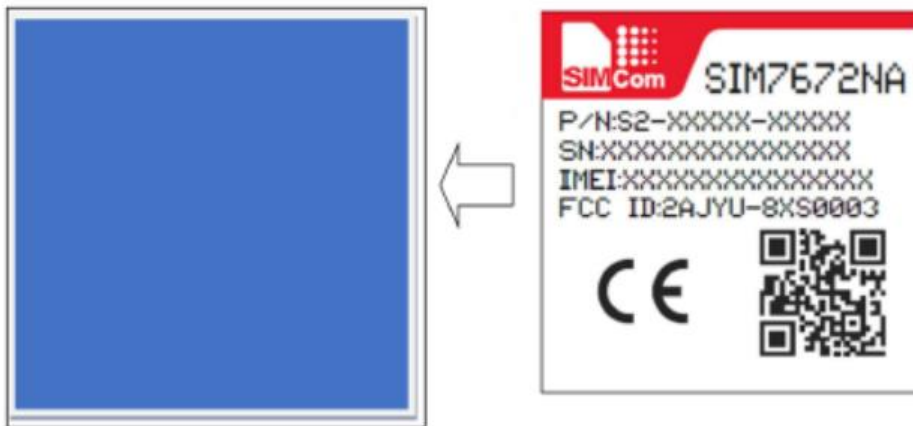 SIMCom
SIM7672NA
P/N:S2-XXXXX-XXXXX
SN:XXXXXXXXXXXXXXX
IMEI:XXXXXXXXXXXXXXX
FCC ID:2AJYU-8XS0003
CE